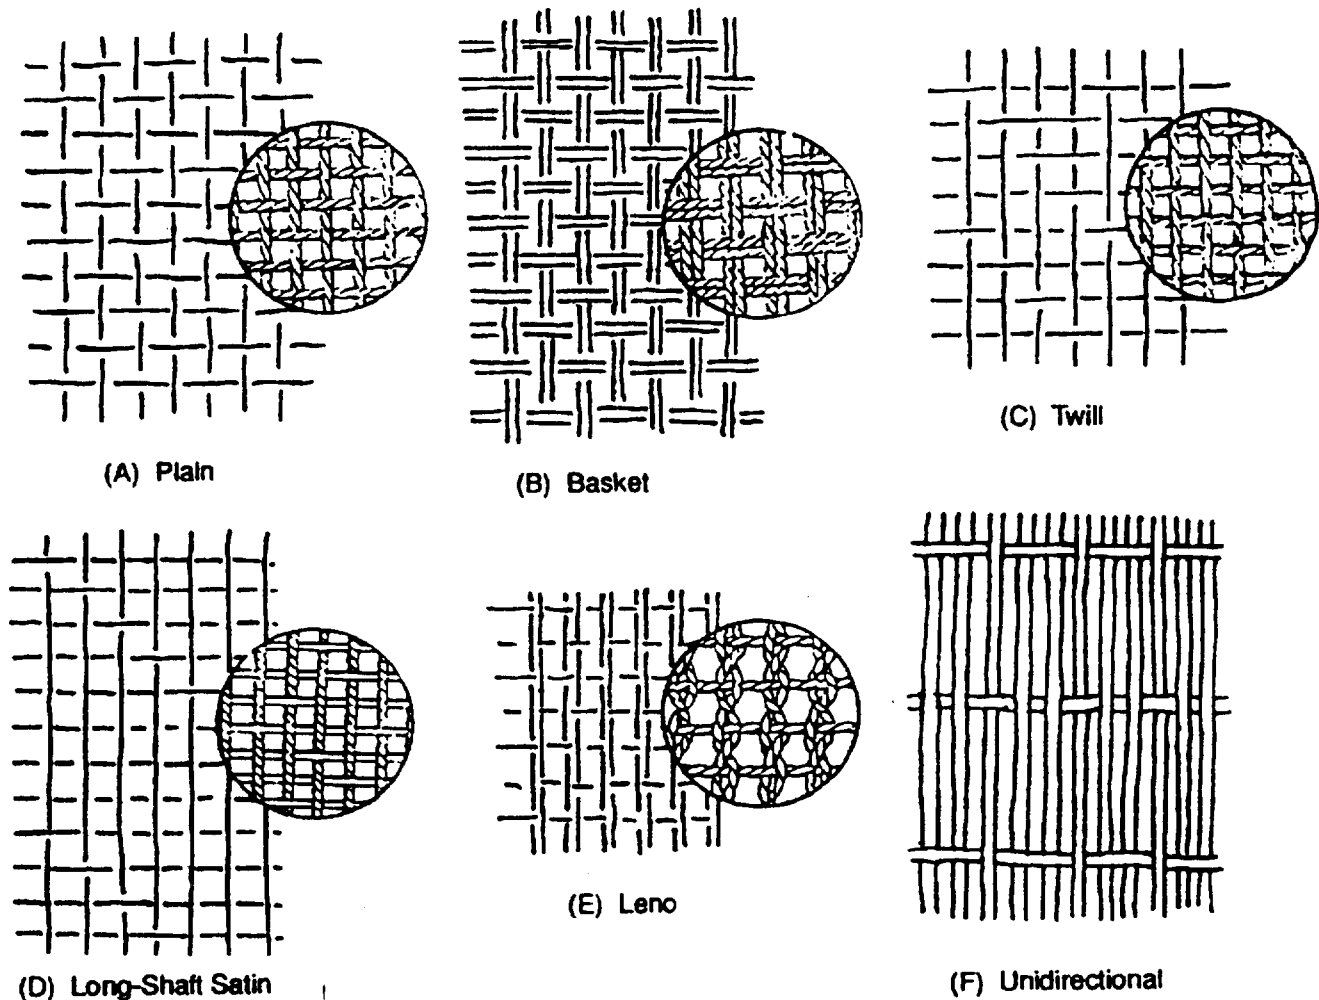 (A) Plain
(B) Basket
(C) Twill
(D) Long-Shaft Satin
(E) Leno
(F) Unidirectional